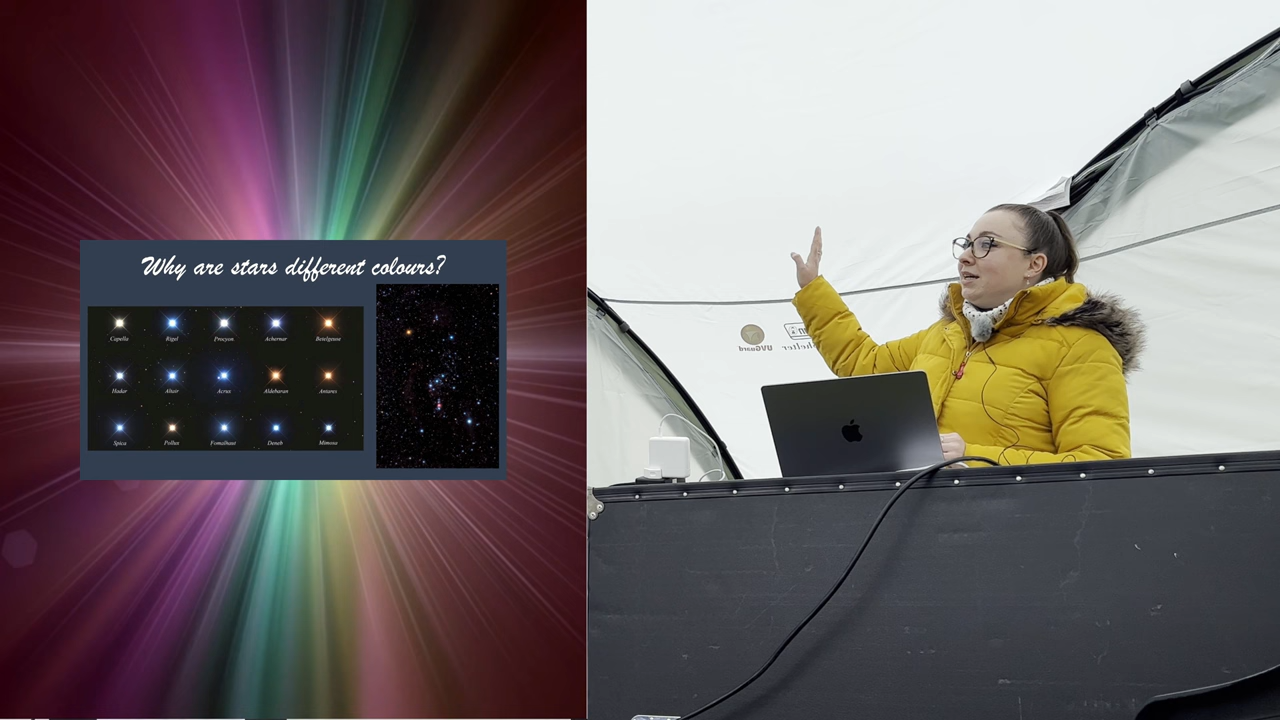 Why are stars different colours?
Capella Rigel Procyon Achernar Betelgeuse
Hadar Altair Acrux Aldebaran Antares
Spica Pollux Fomalhaut Deneb Mimosa
UVGuard